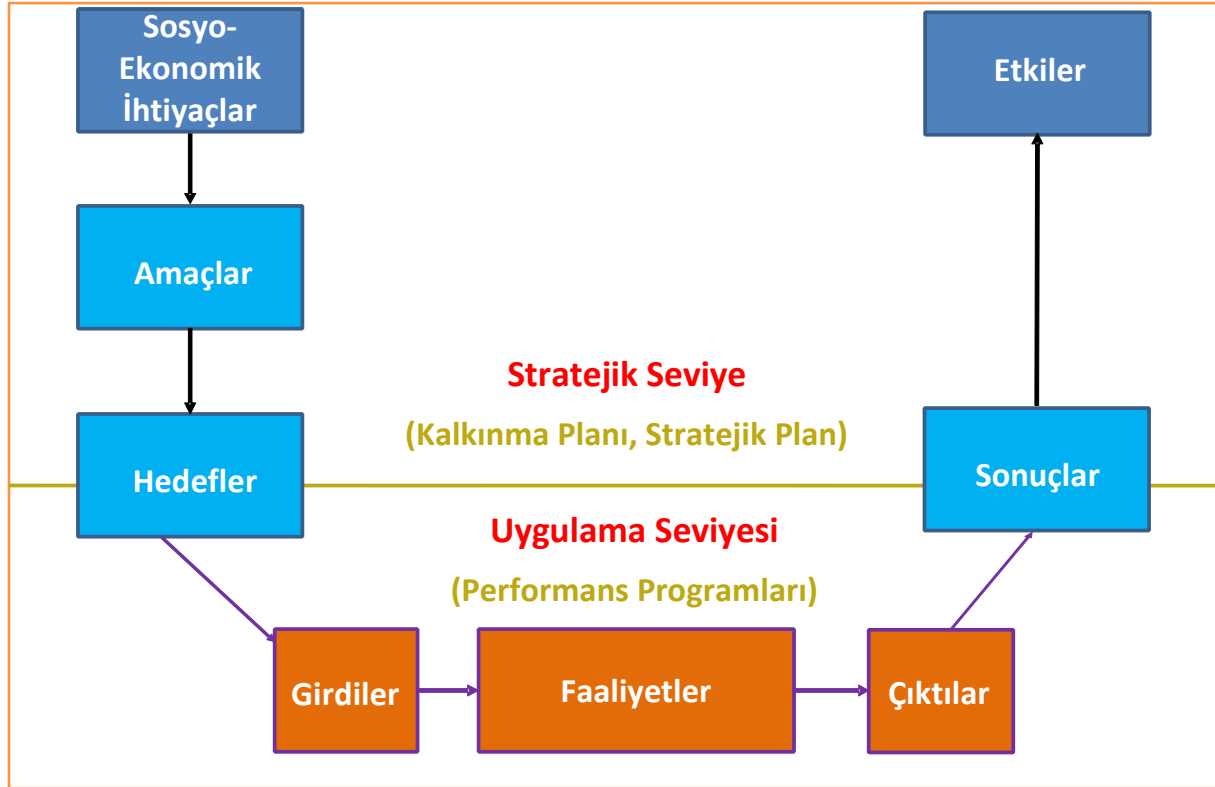 Sosyo-
Ekonomik
İhtiyaçlar
Etkiler
Amaçlar
Stratejik Seviye
(Kalkınma Planı, Stratejik Plan)
Hedefler
Sonuçlar
Uygulama Seviyesi
(Performans Programları)
Girdiler
Faaliyetler
Çıktılar